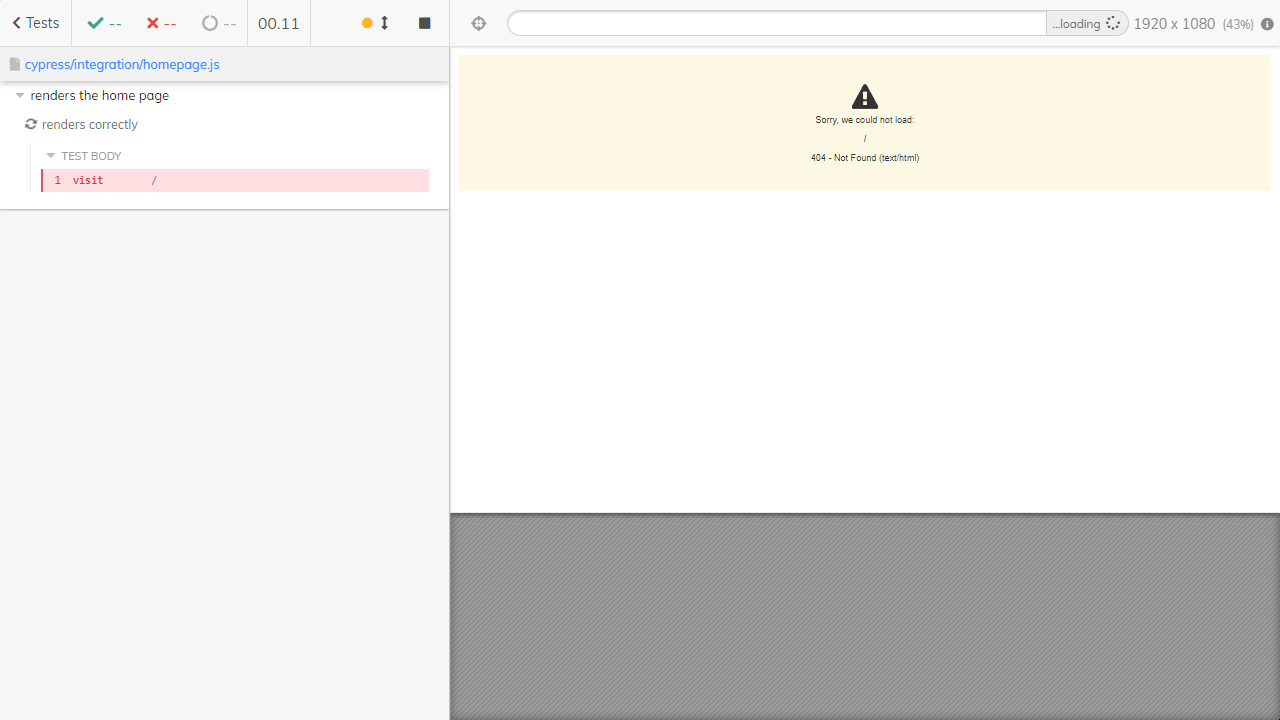 Tests -- -- -- 00.11
...loading 1920 x 1080 (43%)
cypress/integration/homepage.js
renders the home page
renders correctly
TEST BODY
1 visit /
Sorry, we could not load:
/
404 - Not Found (text/html)